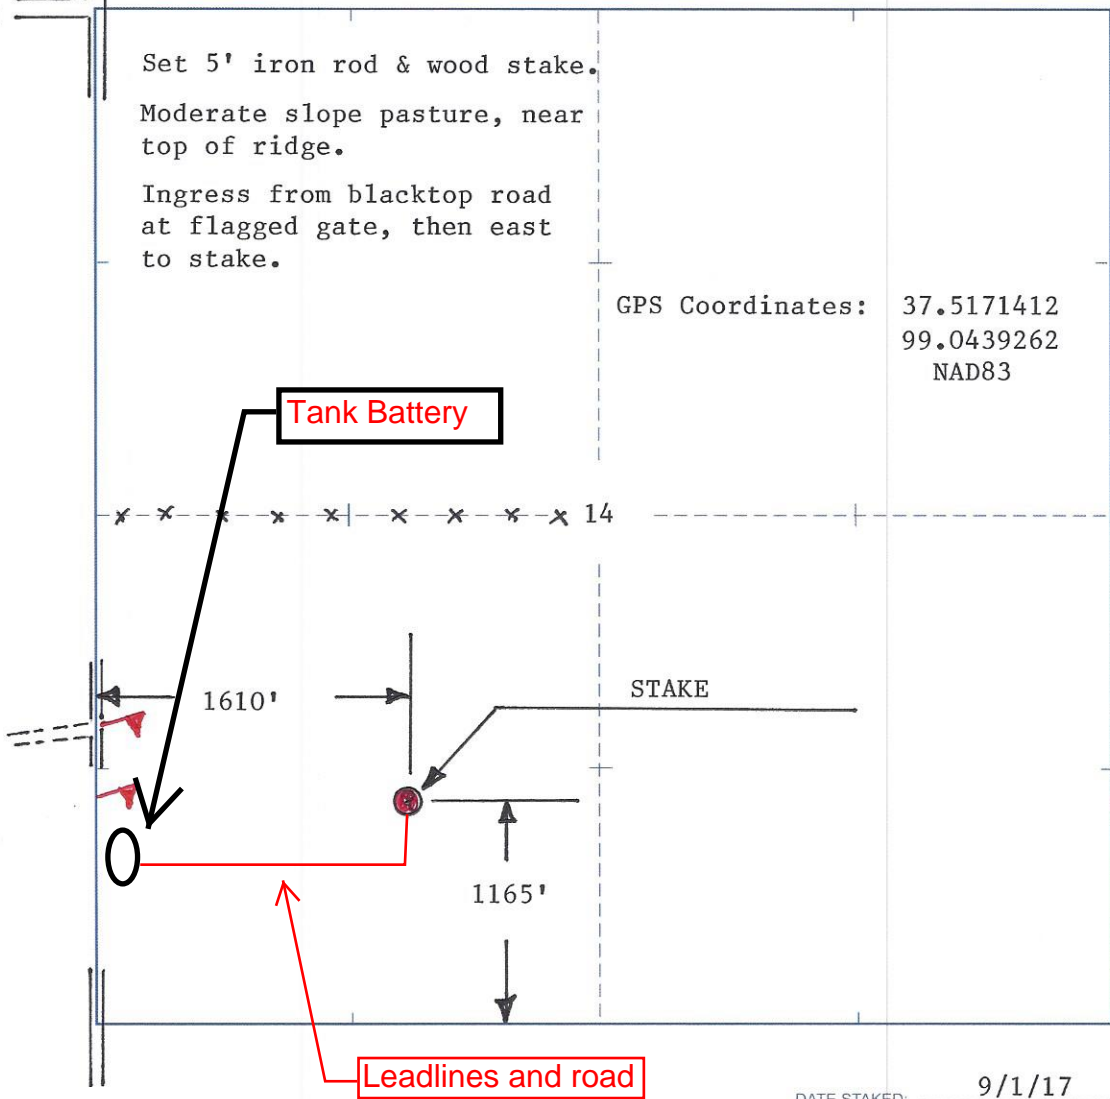 Set 5' iron rod & wood stake.
Moderate slope pasture, near
top of ridge.
Ingress from blacktop road
at flagged gate, then east
to stake.
GPS Coordinates: 37.5171412
99.0439262
NAD83
Tank Battery
14
1610'
STAKE
1165'
Leadlines and road
9/1/17
DATE STAKED: